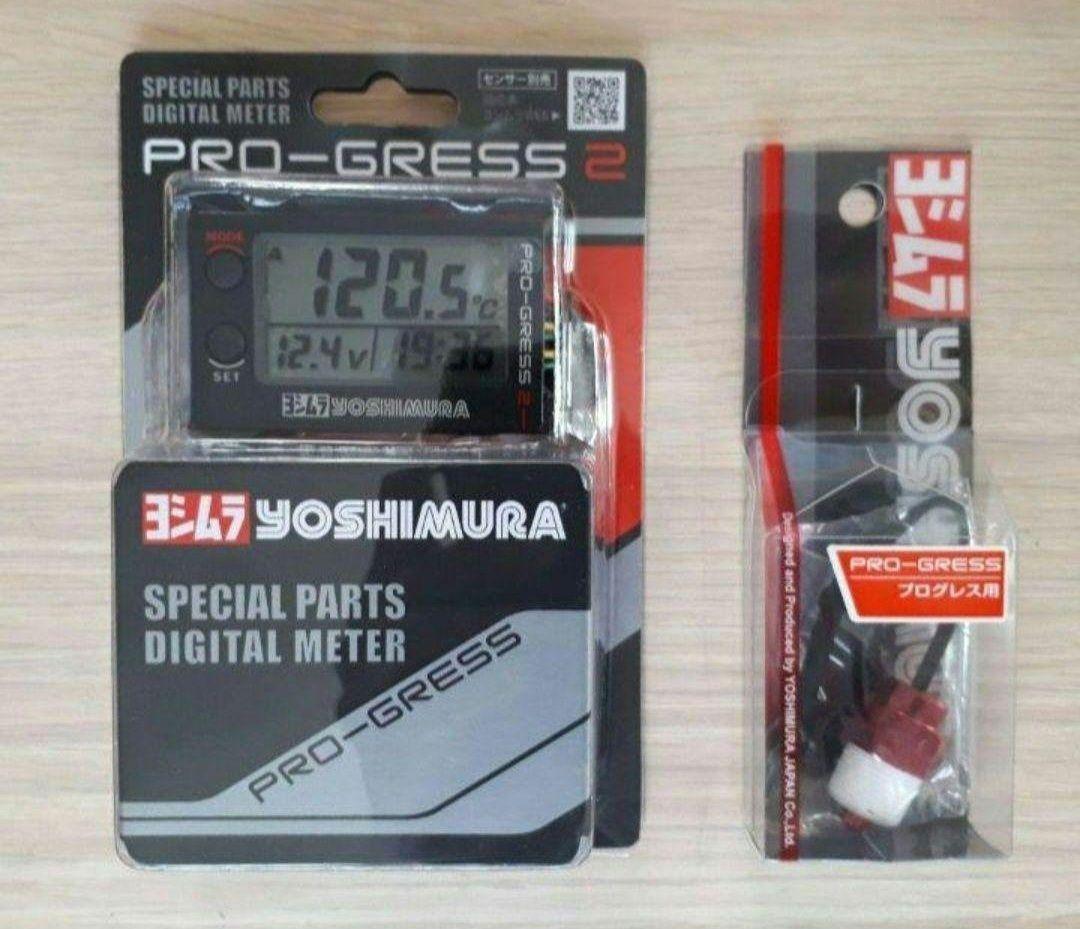 SPECIAL PARTS
DIGITAL METER
センサー別売
PRO-GRESS 2
MODE
120.5℃
12.4v
19:36
SET
PRO-GRESS 2
ヨシムラ YOSHIMURA
ヨシムラ YOSHIMURA
SPECIAL PARTS
DIGITAL METER
PRO-GRESS
ヨシムラ YOS
PRO-GRESS
プログレス用
Designed and Produced by YOSHIMURA JAPAN Co.,Ltd.